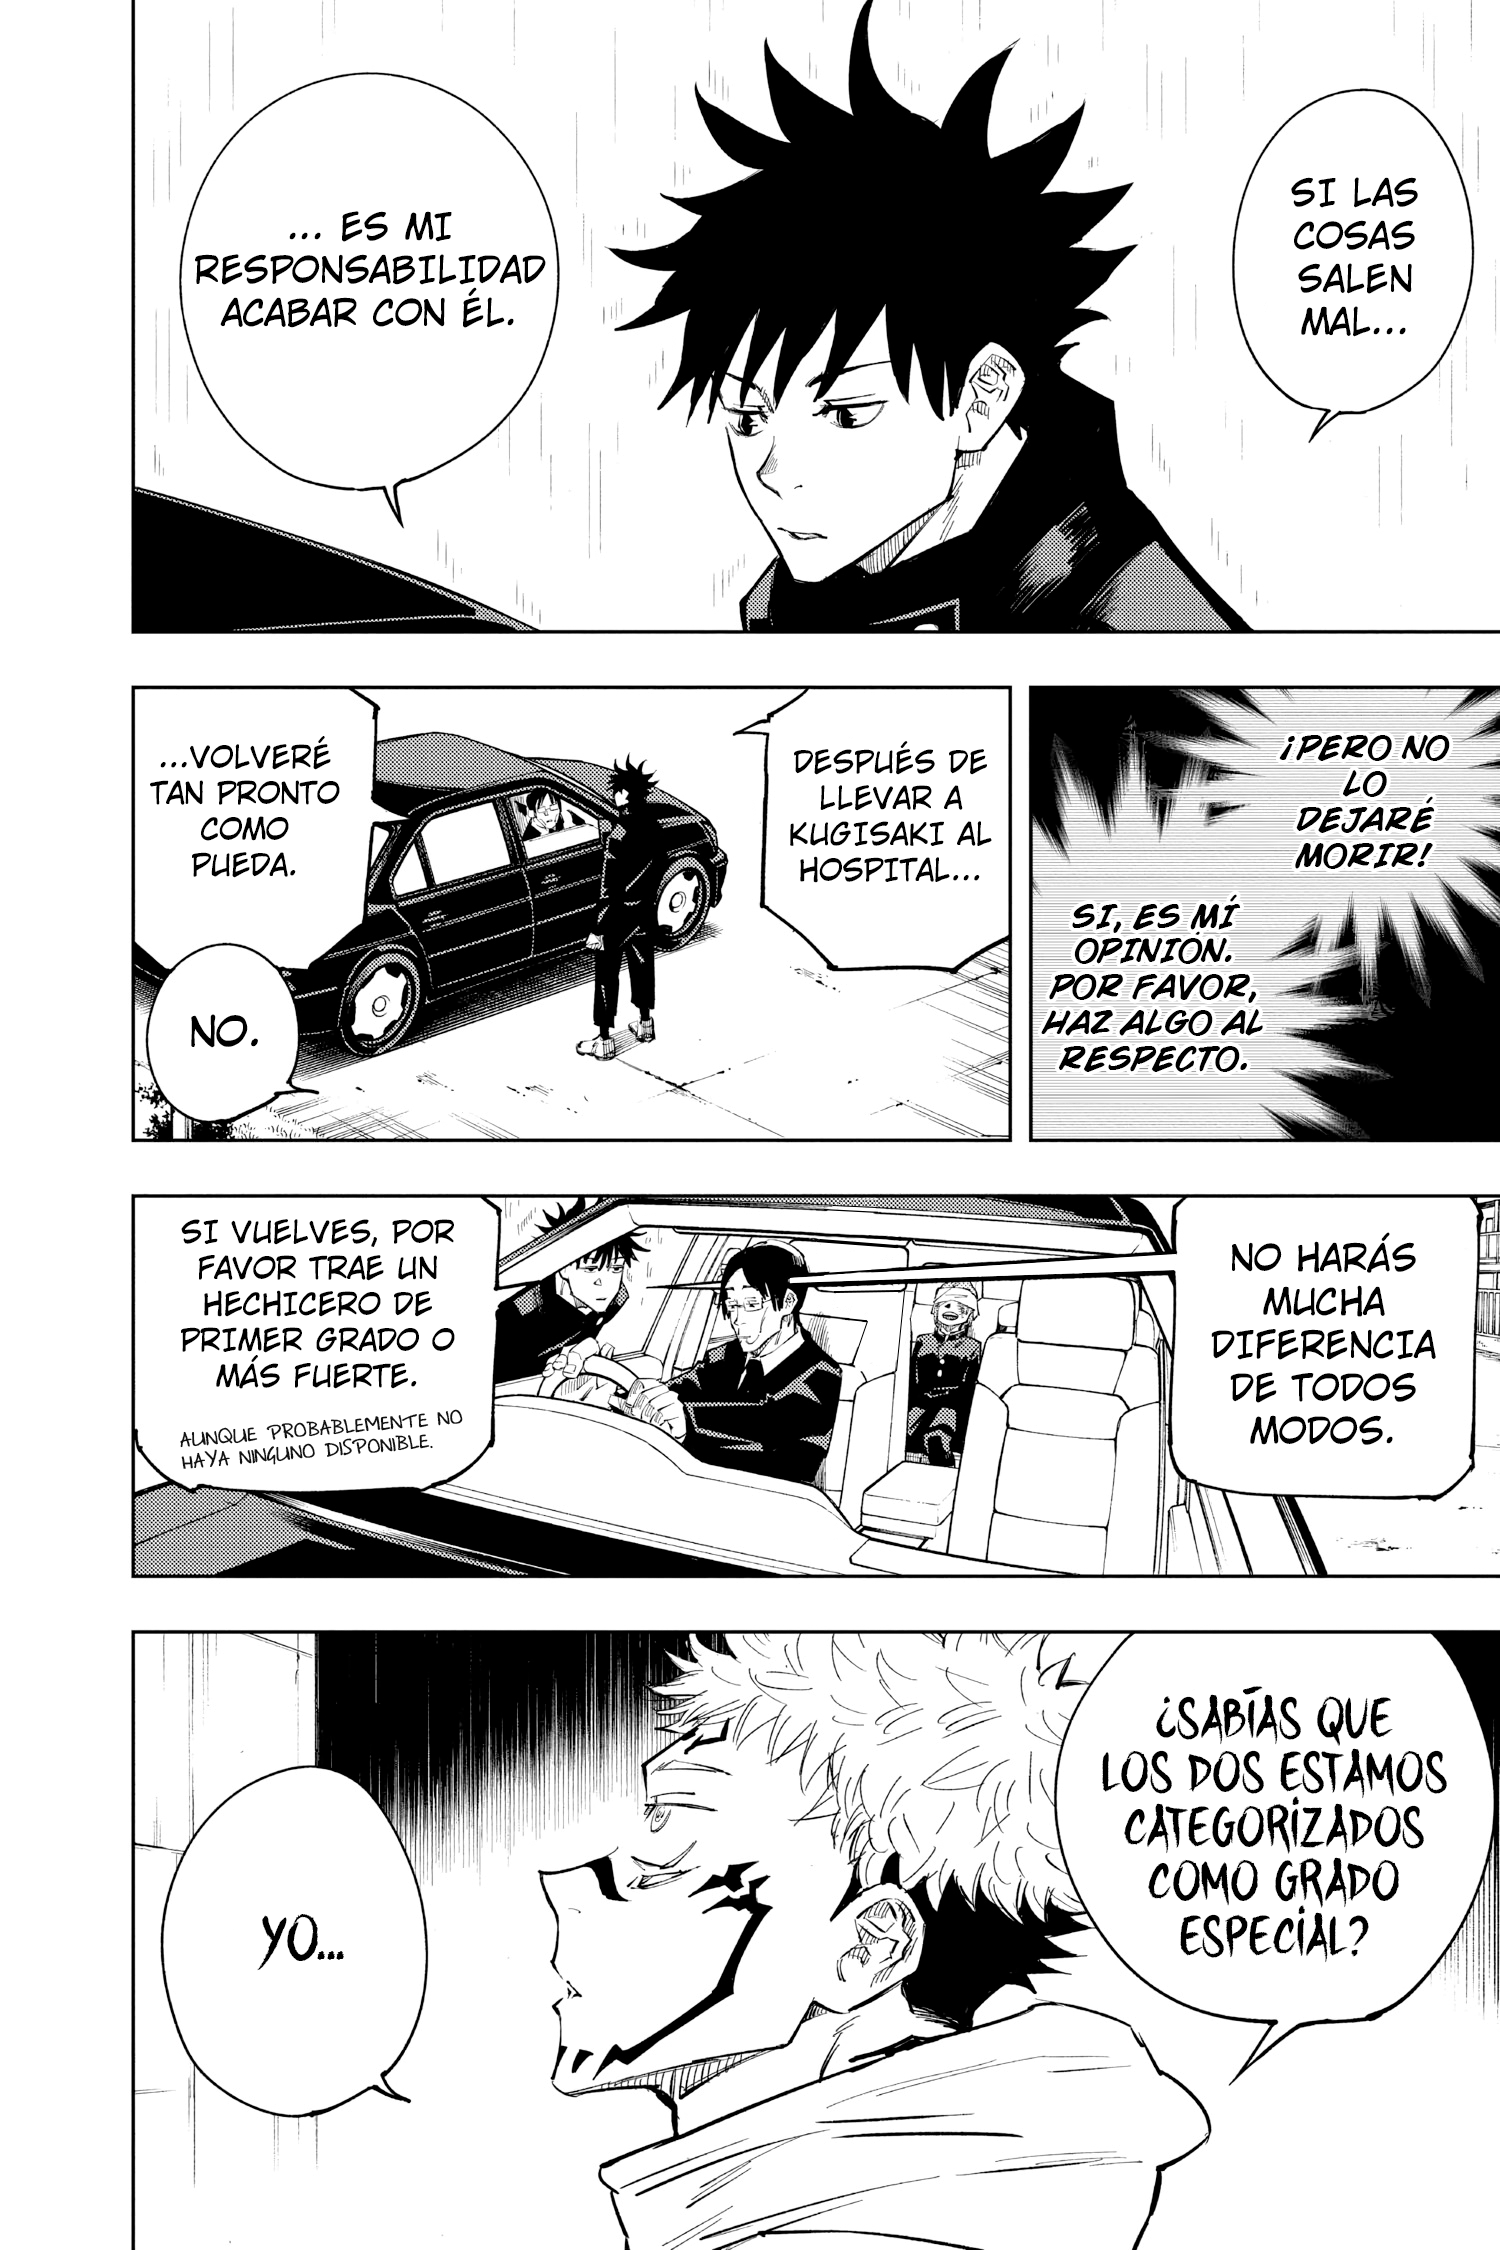 SI LAS
COSAS
SALEN
MAL...
... ES MI
RESPONSABILIDAD
ACABAR CON ÉL.
¡PERO NO
LO
DEJARÉ
MORIR!
SI, ES MÍ
OPINIÓN.
POR FAVOR,
HAZ ALGO AL
RESPECTO.
DESPUÉS DE
LLEVAR A
KUGISAKI AL
HOSPITAL...
...VOLVERÉ
TAN PRONTO
COMO
PUEDA.
NO.
NO HARÁS
MUCHA
DIFERENCIA
DE TODOS
MODOS.
SI VUELVES, POR
FAVOR TRAE UN
HECHICERO DE
PRIMER GRADO O
MÁS FUERTE.
AUNQUE PROBABLEMENTE NO
HAYA NINGUNO DISPONIBLE.
¿SABÍAS QUE
LOS DOS ESTAMOS
CATEGORIZADOS
COMO GRADO
ESPECIAL?
YO...